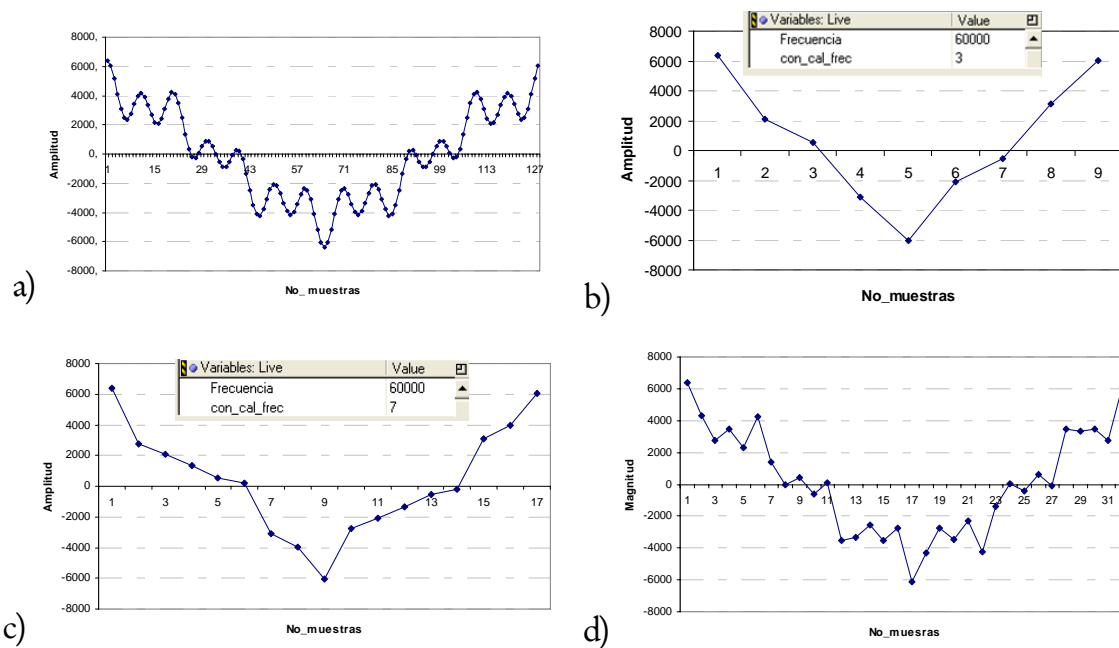 8000,
6000,
4000,
2000,
0,
-2000,
-4000,
-6000,
-8000,
1 15 29 43 57 71 85 99 113 127
Amplitud
No_ muestras
a)
Variables: Live Value
Frecuencia 60000
con_cal_frec 3
8000
6000
4000
2000
0
-2000
-4000
-6000
-8000
1 2 3 4 5 6 7 8 9
Amplitud
No_muestras
b)
Variables: Live Value
Frecuencia 60000
con_cal_frec 7
8000
6000
4000
2000
0
-2000
-4000
-6000
-8000
1 3 5 7 9 11 13 15 17
Amplitud
No_muestras
c)
8000
6000
4000
2000
0
-2000
-4000
-6000
-8000
1 3 5 7 9 11 13 15 17 19 21 23 25 27 29 31
Magnitud
No_muesras
d)